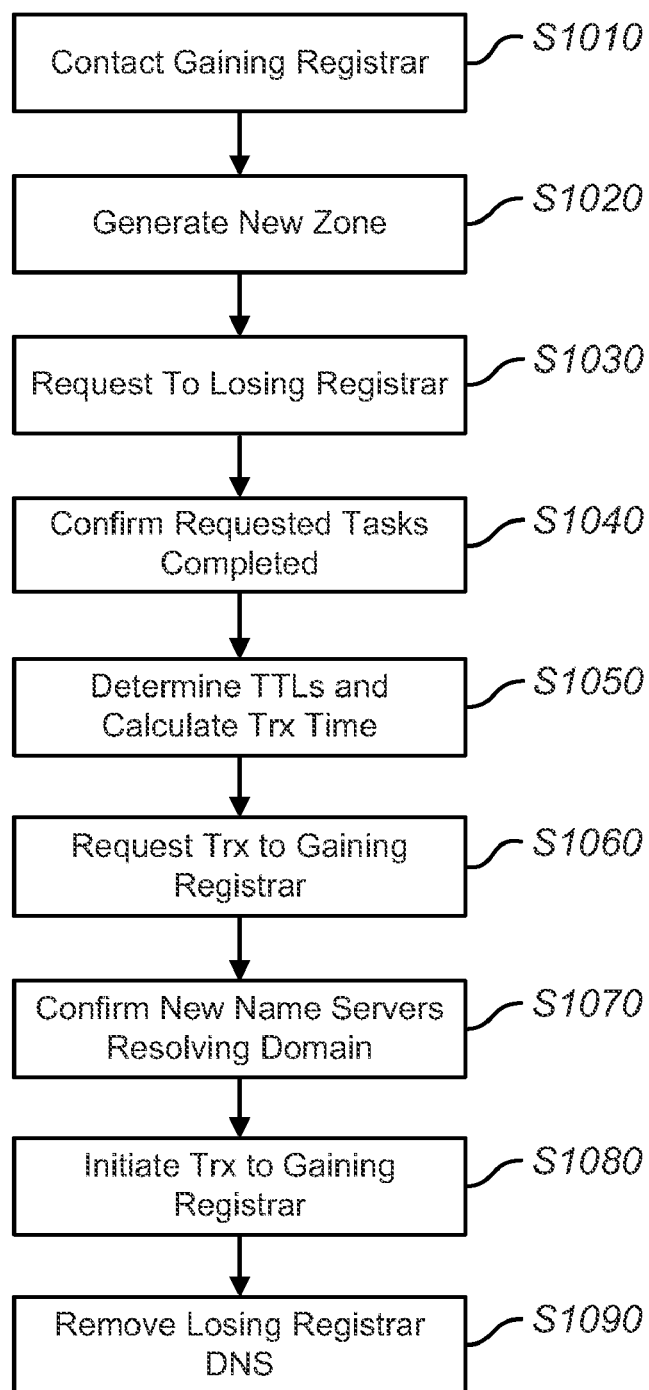 Contact Gaining Registrar
S1010
Generate New Zone
S1020
Request To Losing Registrar
S1030
Confirm Requested Tasks
Completed
S1040
Determine TTLs and
Calculate Trx Time
S1050
Request Trx to Gaining
Registrar
S1060
Confirm New Name Servers
Resolving Domain
S1070
Initiate Trx to Gaining
Registrar
S1080
Remove Losing Registrar
DNS
S1090